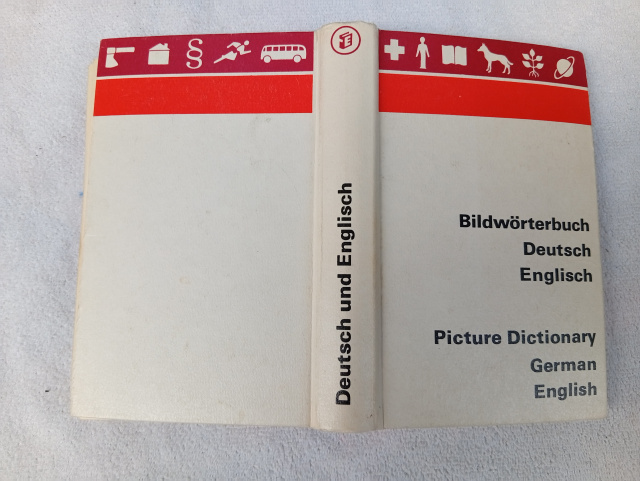 Deutsch und Englisch
Bildwörterbuch
Deutsch
Englisch
Picture Dictionary
German
English